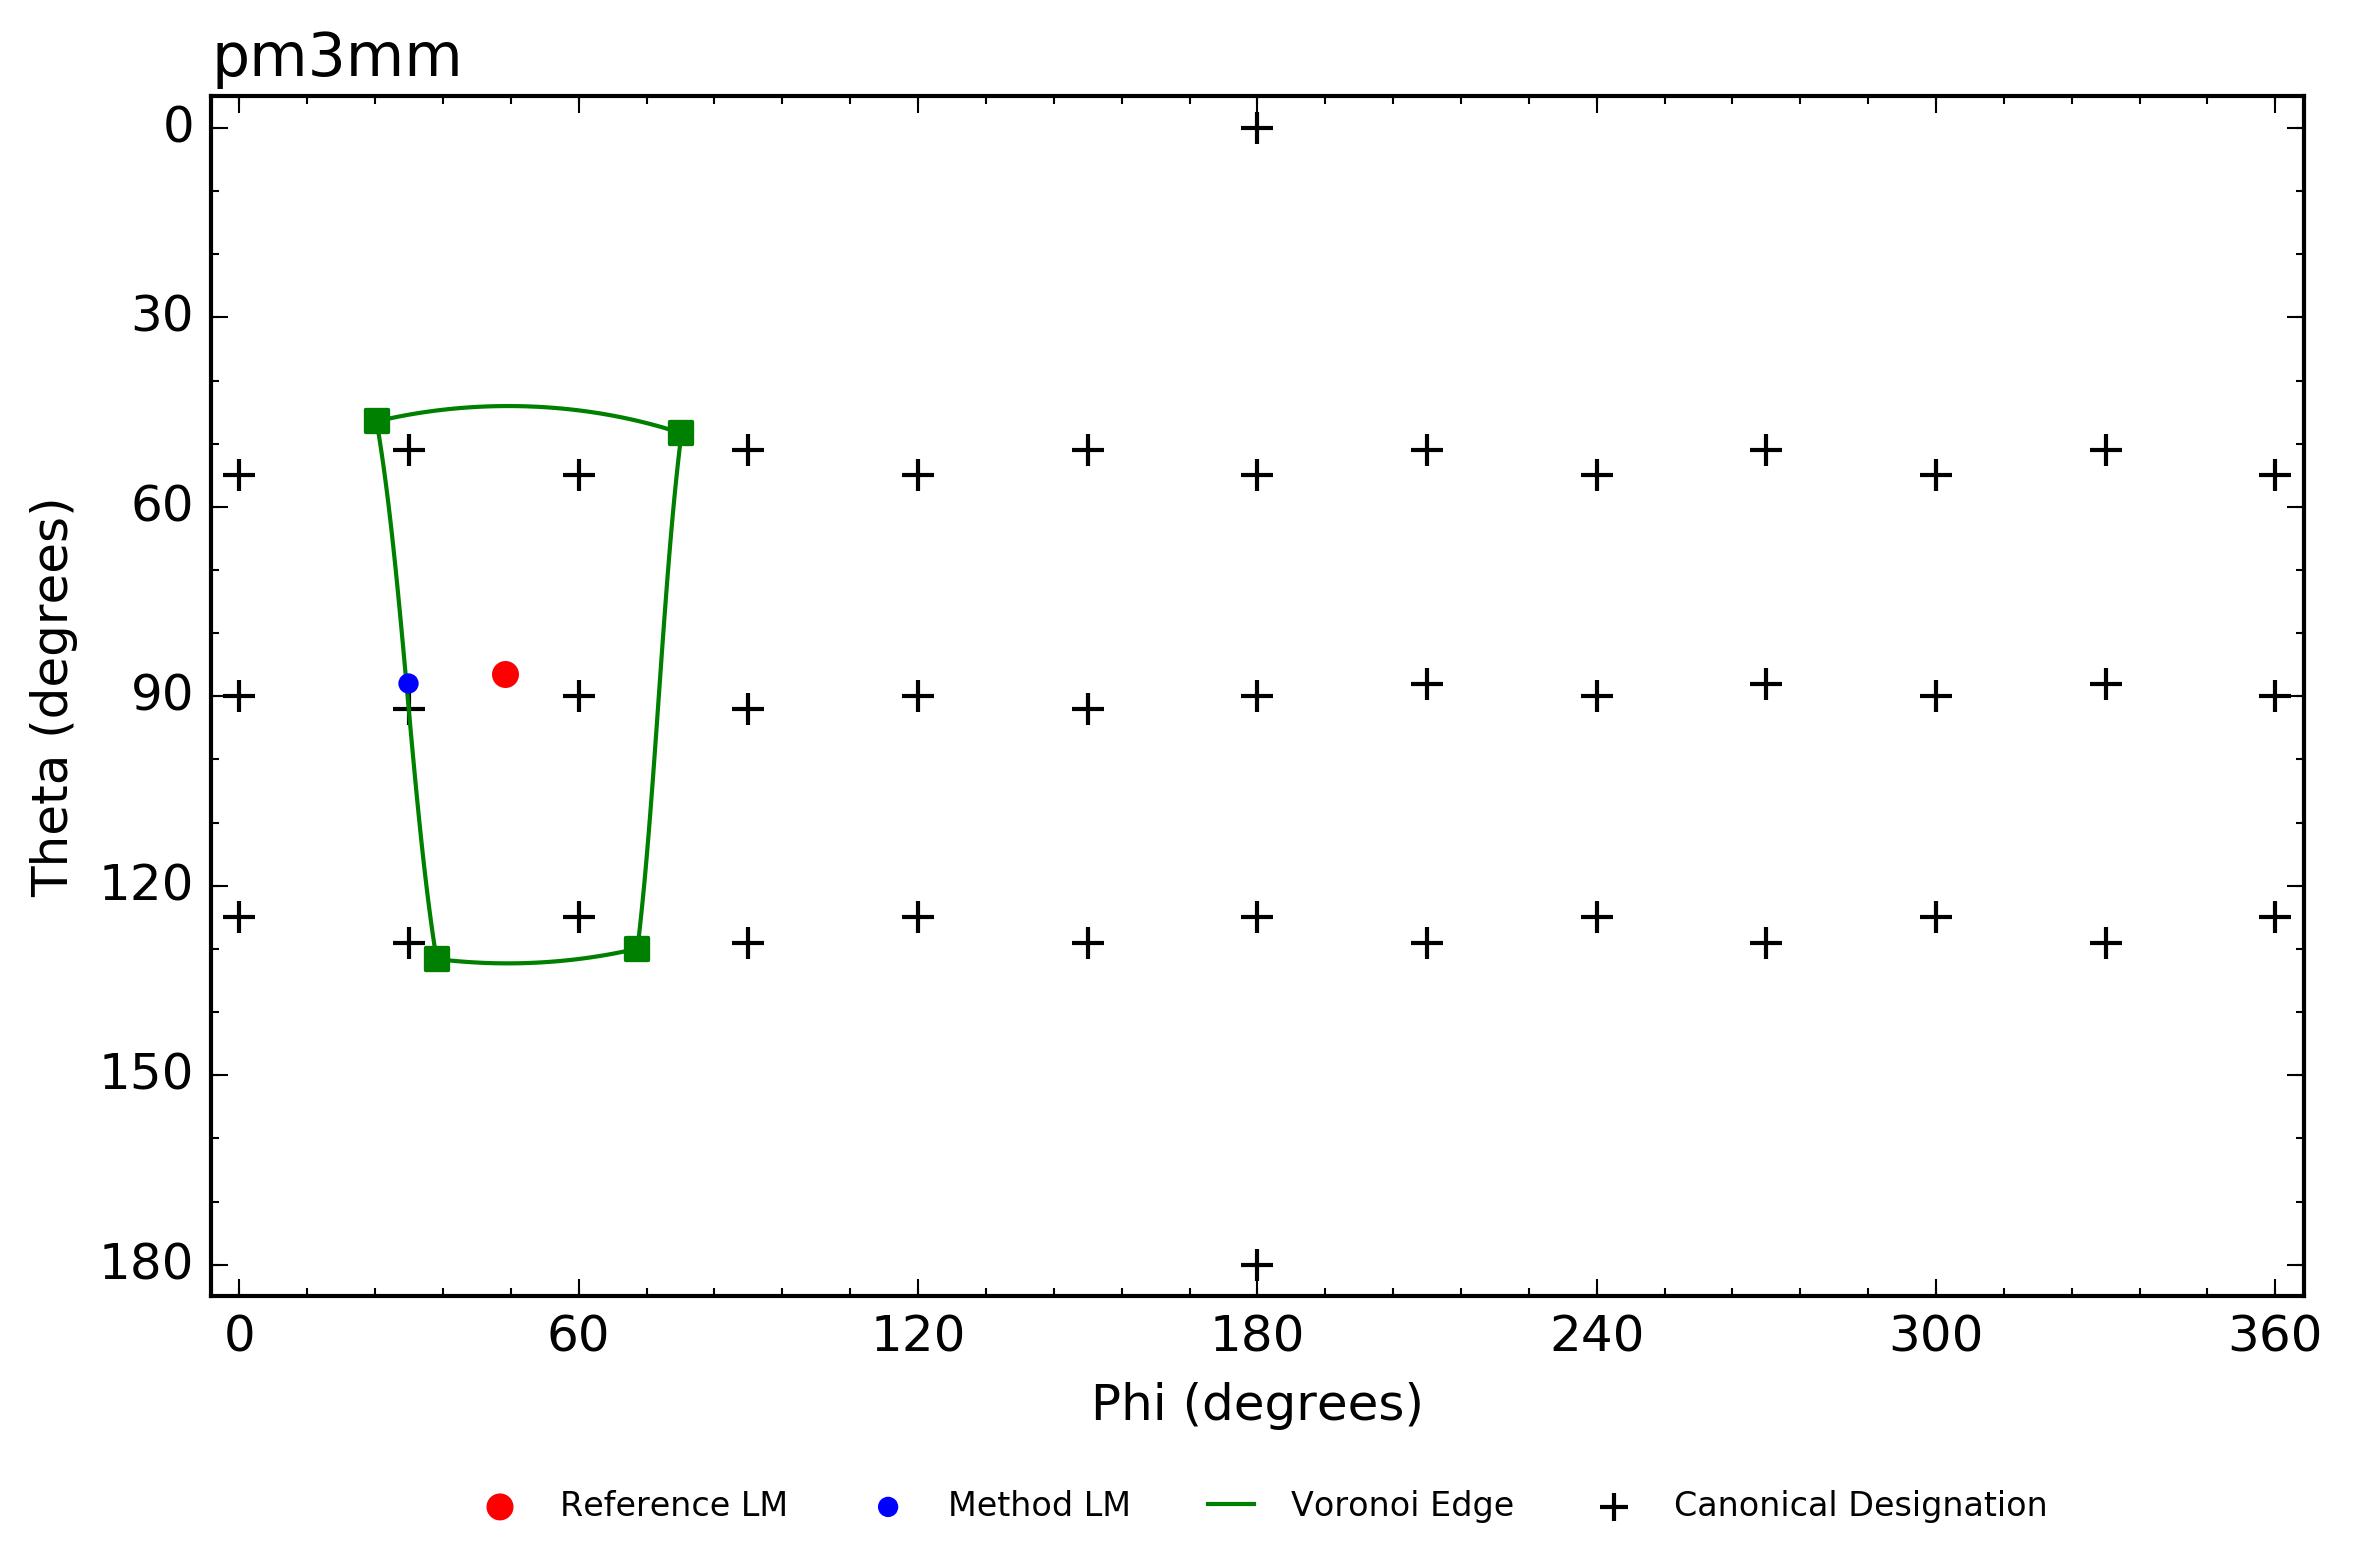 pm3mm
0
30
60
90
120
150
180
Theta (degrees)
0 60 120 180 240 300 360
Phi (degrees)
Reference LM Method LM Voronoi Edge Canonical Designation